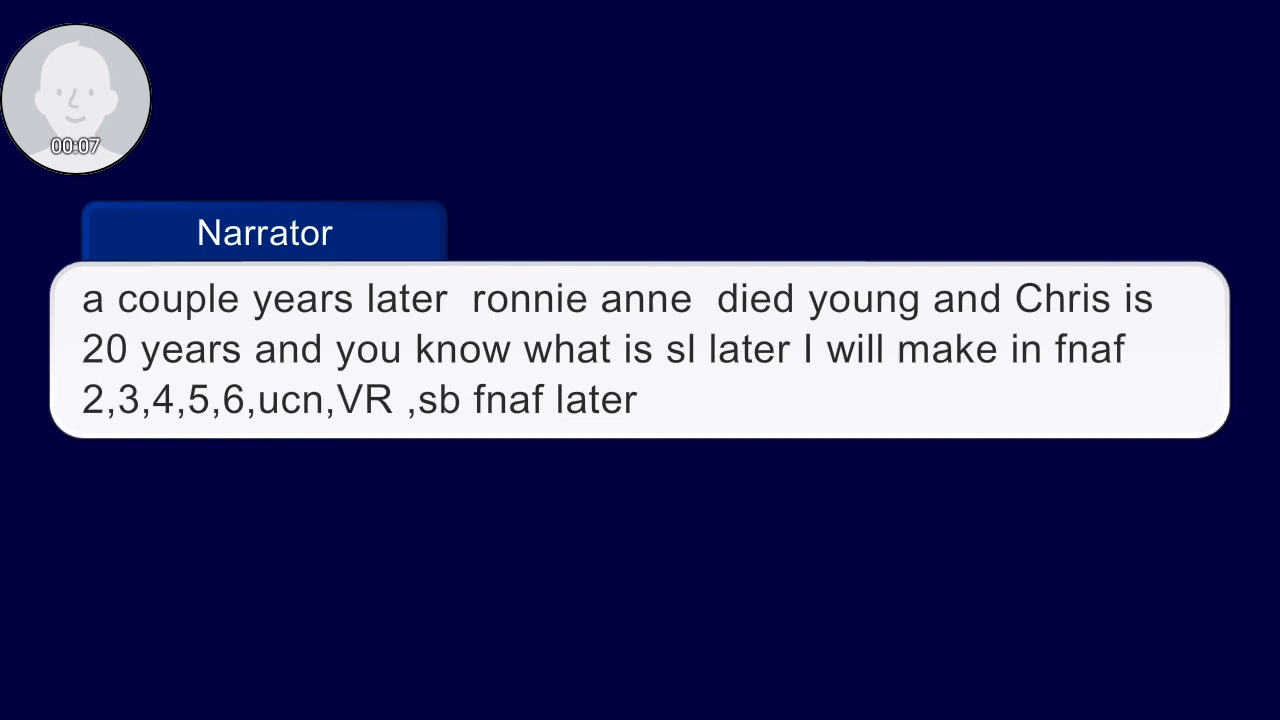 00:07
Narrator
a couple years later  ronnie anne  died young and Chris is
20 years and you know what is sl later I will make in fnaf
2,3,4,5,6,ucn,VR ,sb fnaf later